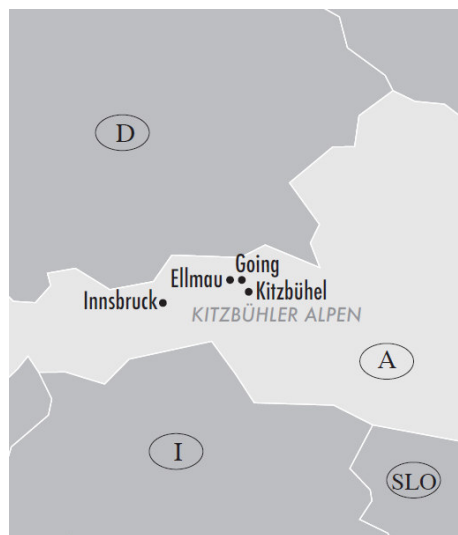 D
Going
Ellmau
Kitzbühel
Innsbruck
KITZBÜHLER ALPEN
A
I
SLO